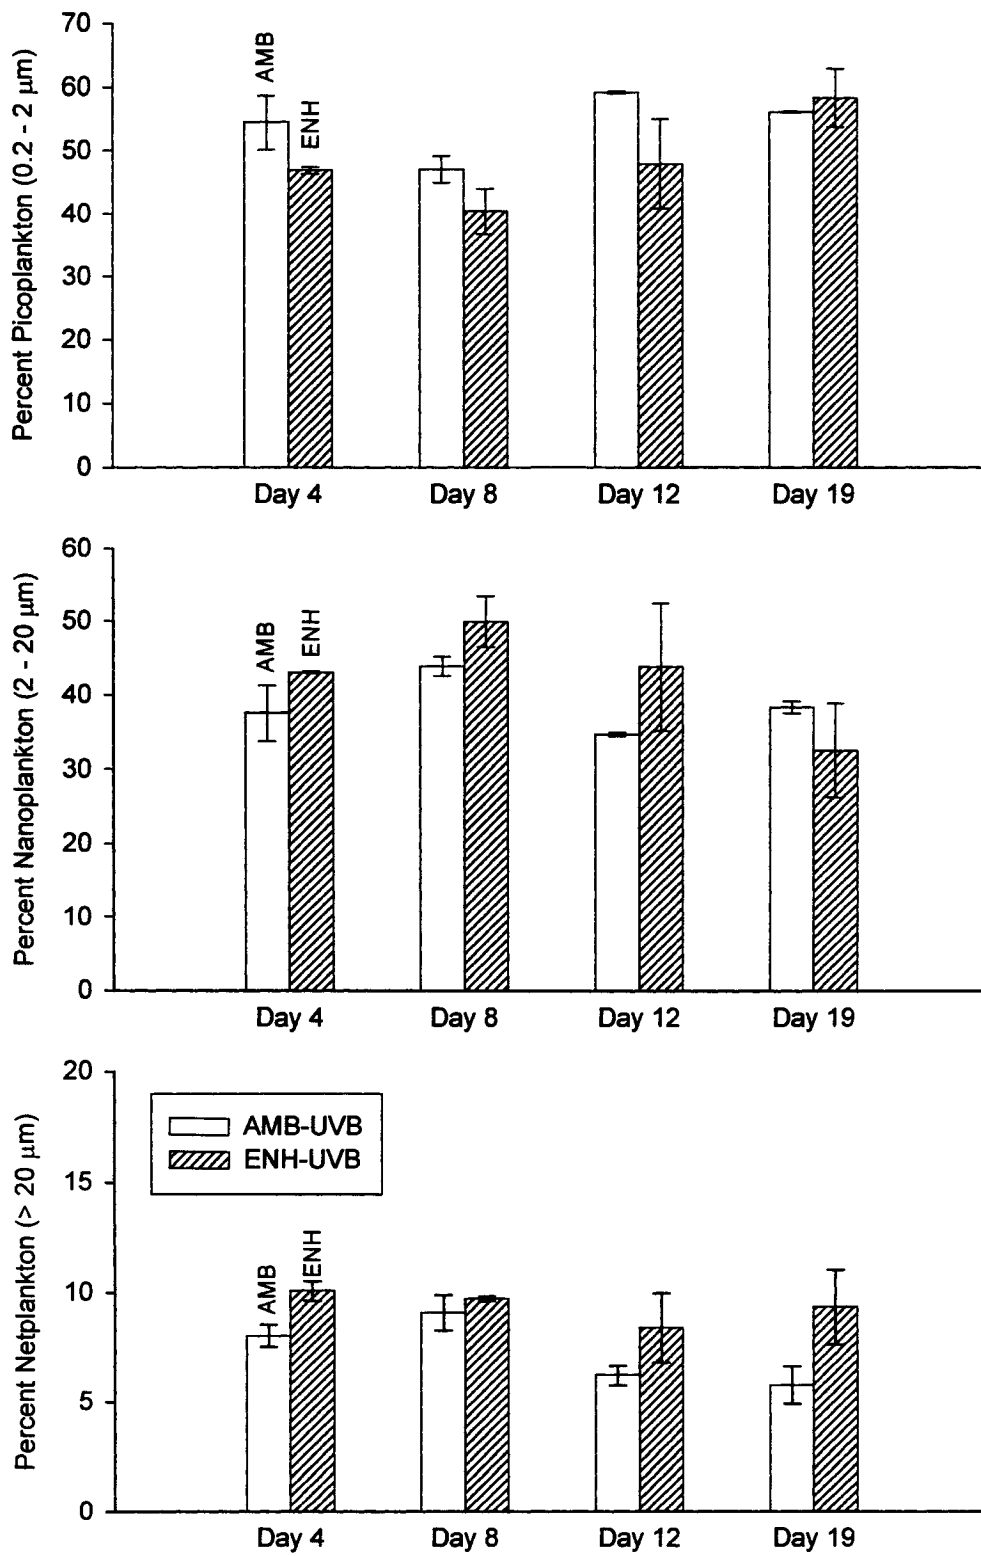 Percent Picoplankton (0.2 - 2 μm)
70
60
50
40
30
20
10
0
AMB
ENH
Day 4
Day 8
Day 12
Day 19
Percent Nanoplankton (2 - 20 μm)
60
50
40
30
20
10
0
AMB
ENH
Day 4
Day 8
Day 12
Day 19
Percent Netplankton (> 20 μm)
20
15
10
5
0
AMB-UVB
ENH-UVB
AMB
ENH
Day 4
Day 8
Day 12
Day 19